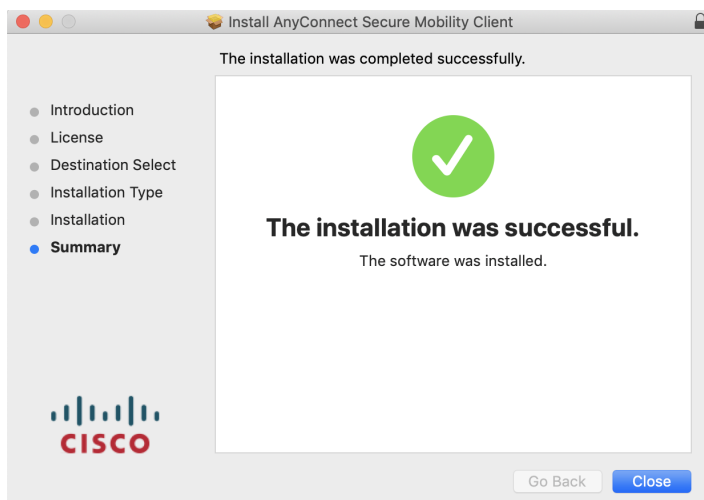 Install AnyConnect Secure Mobility Client
The installation was completed successfully.
Introduction
License
Destination Select
Installation Type
Installation
Summary
The installation was successful.
The software was installed.
CISCO
Go Back
Close